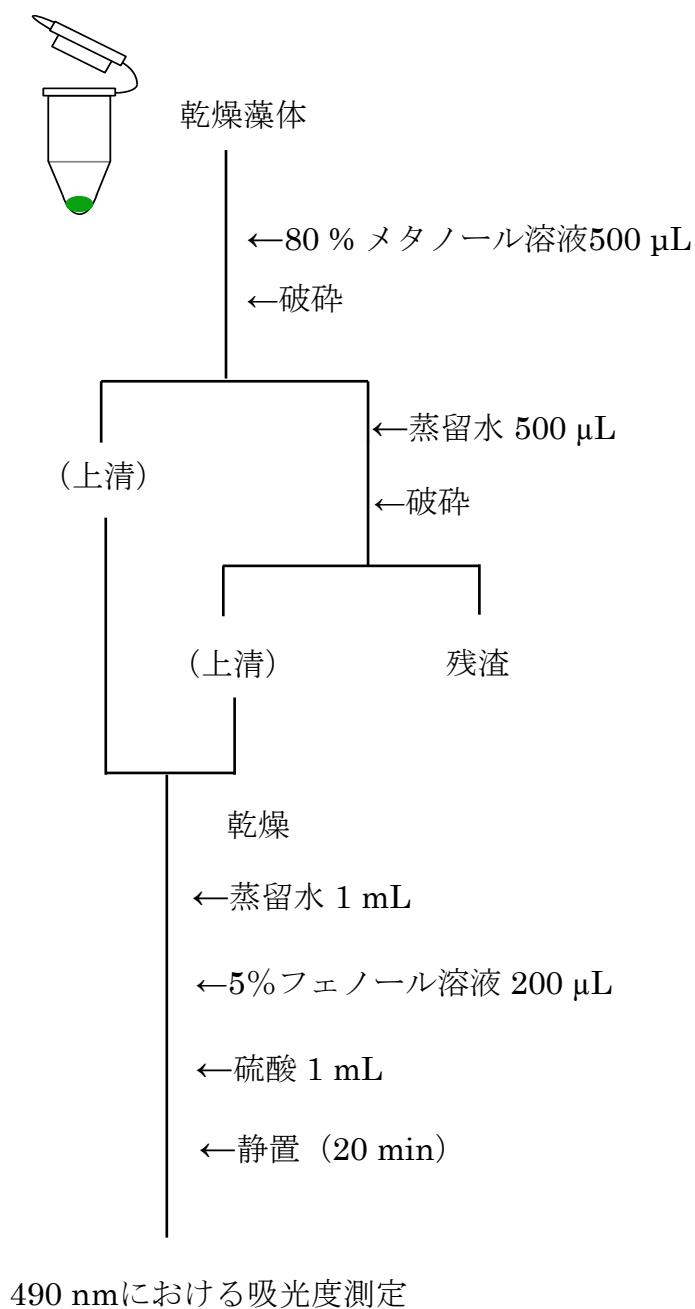 乾燥藻体
←80 % メタノール溶液500 µL
←破砕
←蒸留水 500 µL
（上清）
←破砕
（上清）
残渣
乾燥
←蒸留水 1 mL
←5%フェノール溶液 200 µL
←硫酸 1 mL
←静置（20 min）
490 nmにおける吸光度測定